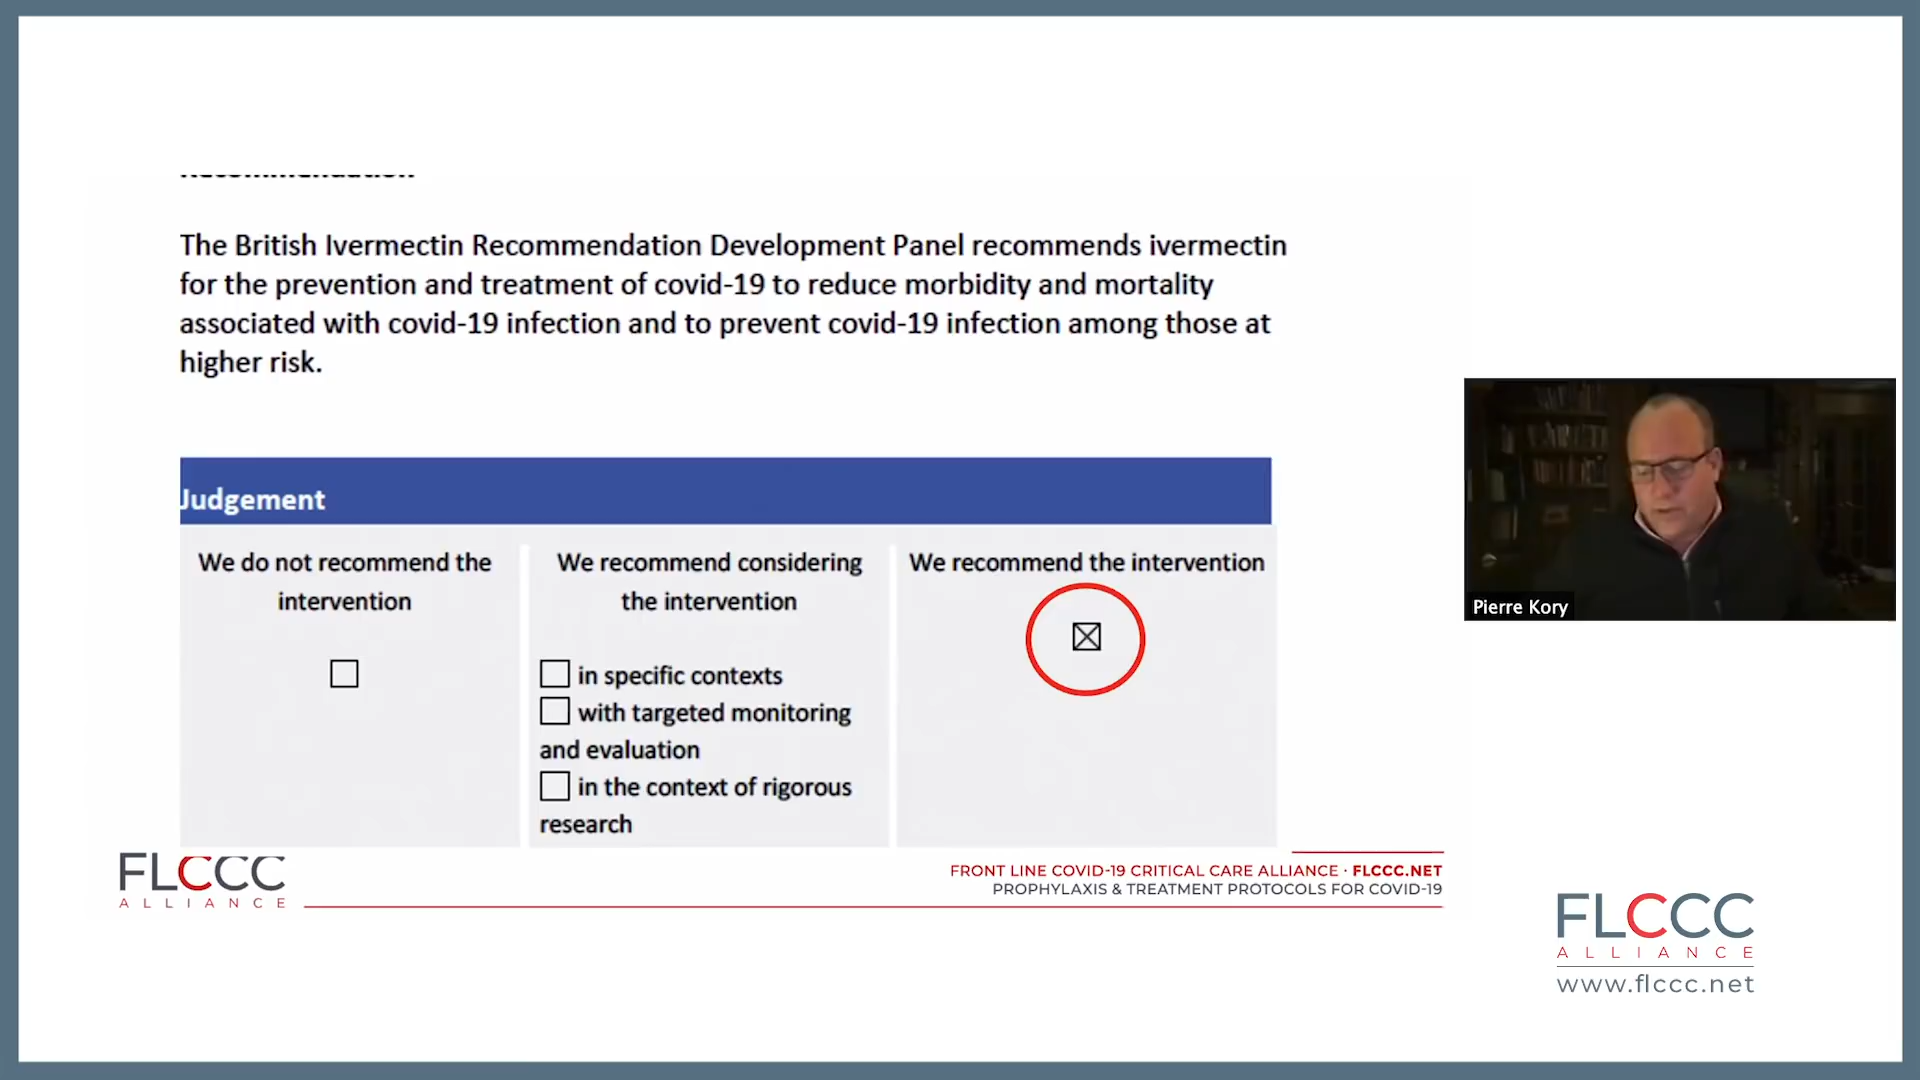 Recommendation
The British Ivermectin Recommendation Development Panel recommends ivermectin
for the prevention and treatment of covid-19 to reduce morbidity and mortality
associated with covid-19 infection and to prevent covid-19 infection among those at
higher risk.
Judgement
We do not recommend the
intervention
We recommend considering
the intervention
in specific contexts
with targeted monitoring
and evaluation
in the context of rigorous
research
We recommend the intervention
Pierre Kory
FLCCC
ALLIANCE
FRONT LINE COVID-19 CRITICAL CARE ALLIANCE · FLCCC.NET
PROPHYLAXIS & TREATMENT PROTOCOLS FOR COVID-19
FLCCC
ALLIANCE
www.flccc.net